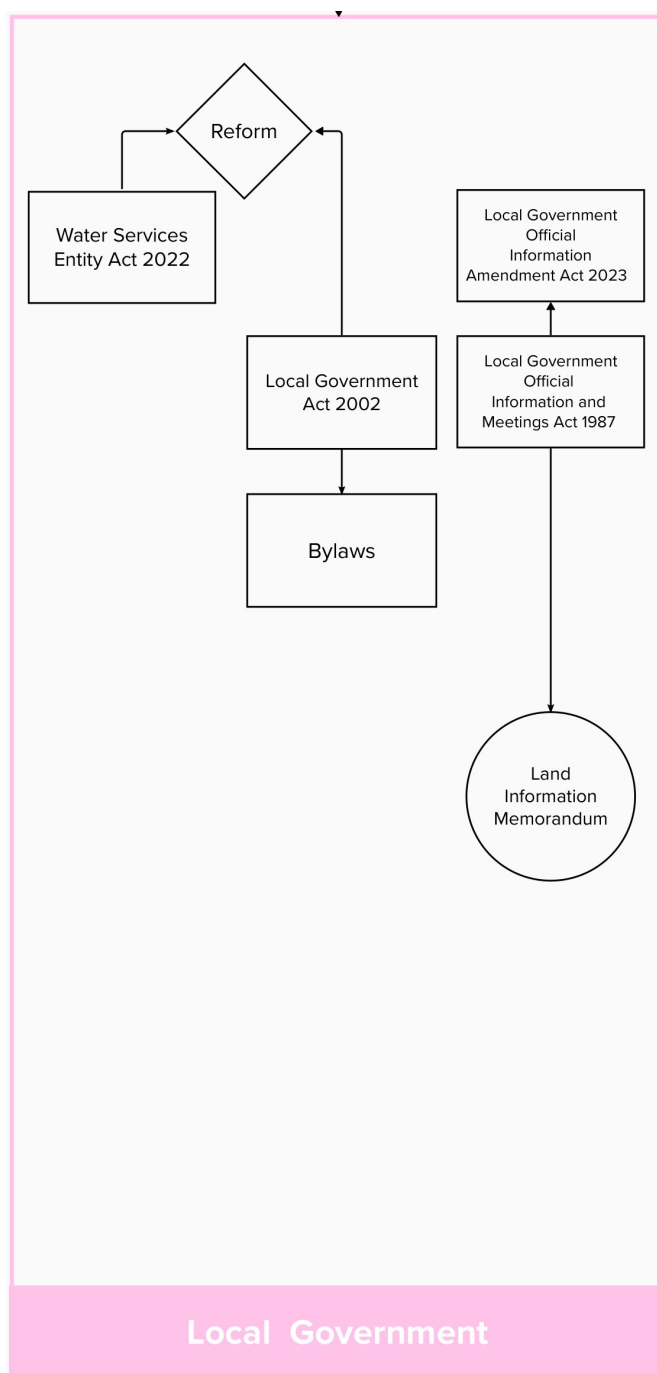 Reform
Water Services
Entity Act 2022
Local Government
Official
Information
Amendment Act 2023
Local Government
Act 2002
Local Government
Official
Information and
Meetings Act 1987
Bylaws
Land
Information
Memorandum
Local Government